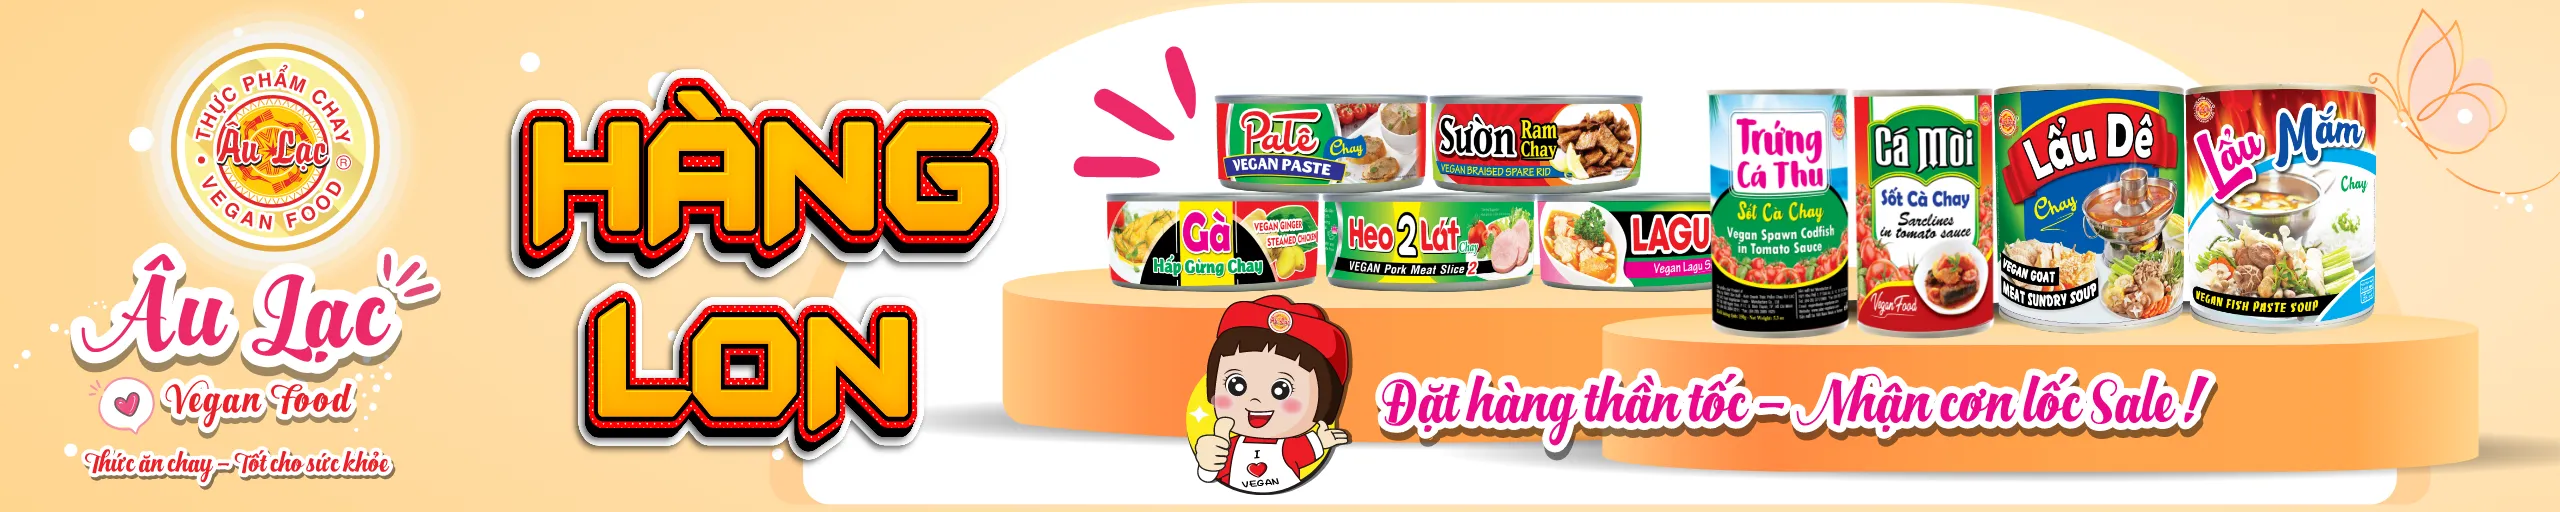 THỰC PHẨM CHAY
Âu Lạc
VEGAN FOOD
®
Âu Lạc
Vegan Food
Thức ăn chay – Tốt cho sức khỏe
HÀNG
LON
Patê
Chay
VEGAN PASTE
Sườn
Ram
Chay
VEGAN BRAISED SPARE RID
Gà
Hấp Gừng Chay
VEGAN GINGER
STEAMED CHICKEN
Heo 2 Lát
Chay
VEGAN Pork Meat Slice 2
LAGU
Vegan Lagu
Trứng
Cá Thu
Sốt Cà Chay
Vegan Spawn Codfish
in Tomato Sauce
Cá Mòi
Sốt Cà Chay
Sarclines
in tomato sauce
Vegan Food
Lẩu Dê
Chay
VEGAN GOAT
MEAT SUNDRY SOUP
Lẩu Mắm
Chay
VEGAN FISH PASTE SOUP
I
VEGAN
Đặt hàng thần tốc – Nhận cơn lốc Sale !